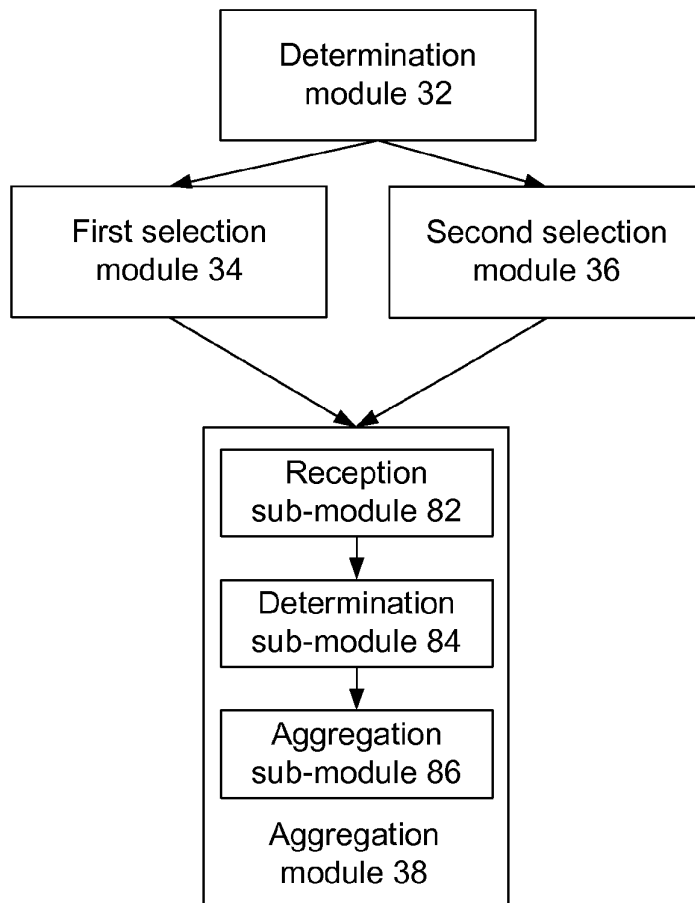 Determination
module 32
First selection
module 34
Second selection
module 36
Reception
sub-module 82
Determination
sub-module 84
Aggregation
sub-module 86
Aggregation
module 38